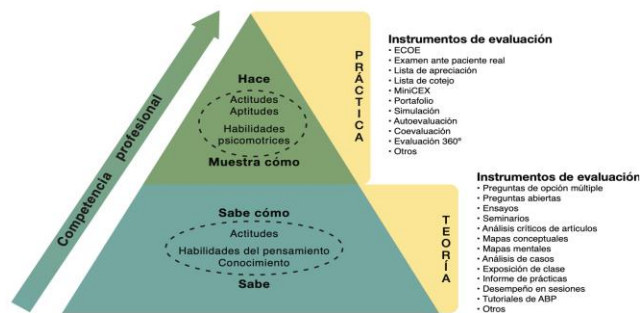 Competencia profesional
Hace
Actitudes
Aptitudes
Habilidades
psicomotrices
Muestra cómo
Sabe cómo
Actitudes
Habilidades del pensamiento
Conocimiento
Sabe
PRÁCTICA
Instrumentos de evaluación
• ECOE
• Examen ante paciente real
• Lista de apreciación
• Lista de cotejo
• MiniCEX
• Portafolio
• Simulación
• Autoevaluación
• Coevaluación
• Evaluación 360º
• Otros
TEORÍA
Instrumentos de evaluación
• Preguntas de opción múltiple
• Preguntas abiertas
• Ensayos
• Seminarios
• Análisis críticos de artículos
• Mapas conceptuales
• Mapas mentales
• Análisis de casos
• Exposición de clase
• Informe de prácticas
• Desempeño en sesiones
• Tutoriales de ABP
• Otros